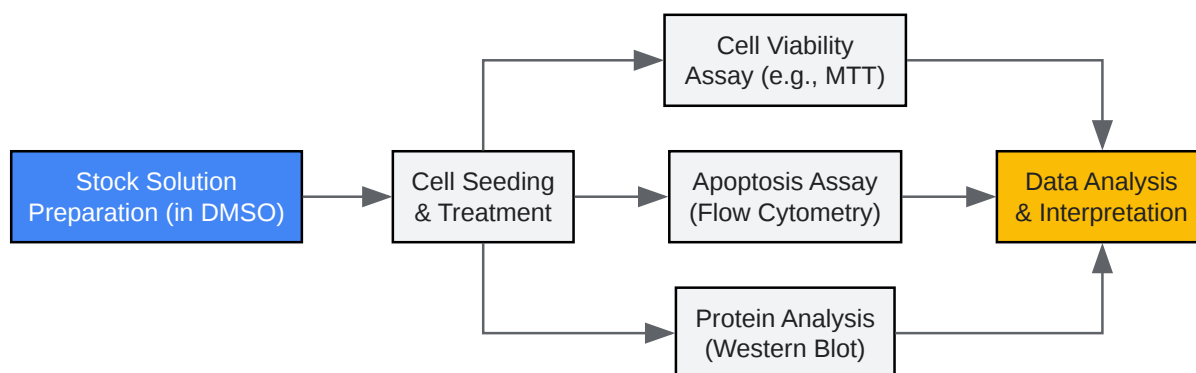 Stock Solution
Preparation (in DMSO)
Cell Seeding
& Treatment
Cell Viability
Assay (e.g., MTT)
Apoptosis Assay
(Flow Cytometry)
Protein Analysis
(Western Blot)
Data Analysis
& Interpretation